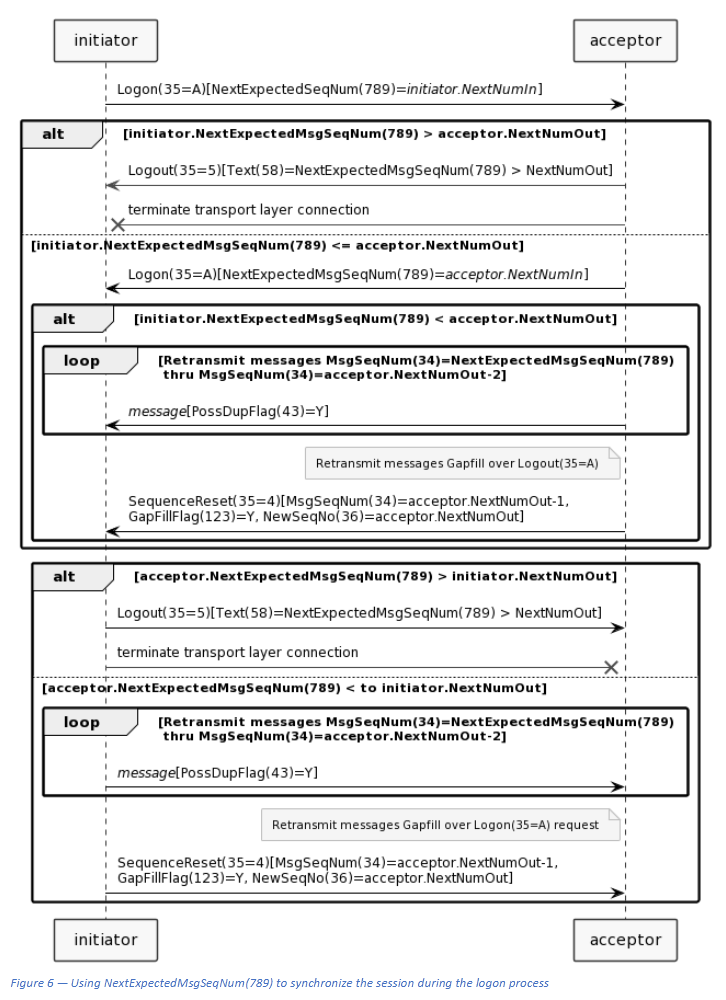 initiator
acceptor
Logon(35=A)[NextExpectedSeqNum(789)=initiator.NextNumIn]
alt
[initiator.NextExpectedMsgSeqNum(789) > acceptor.NextNumOut]
Logout(35=5)[Text(58)=NextExpectedMsgSeqNum(789) > NextNumOut]
terminate transport layer connection
[initiator.NextExpectedMsgSeqNum(789) <= acceptor.NextNumOut]
Logon(35=A)[NextExpectedMsgSeqNum(789)=acceptor.NextNumIn]
alt
[initiator.NextExpectedMsgSeqNum(789) < acceptor.NextNumOut]
loop
[Retransmit messages MsgSeqNum(34)=NextExpectedMsgSeqNum(789)
thru MsgSeqNum(34)=acceptor.NextNumOut-2]
message[PossDupFlag(43)=Y]
Retransmit messages Gapfill over Logout(35=A)
SequenceReset(35=4)[MsgSeqNum(34)=acceptor.NextNumOut-1,
GapFillFlag(123)=Y, NewSeqNo(36)=acceptor.NextNumOut]
alt
[acceptor.NextExpectedMsgSeqNum(789) > initiator.NextNumOut]
Logout(35=5)[Text(58)=NextExpectedMsgSeqNum(789) > NextNumOut]
terminate transport layer connection
[acceptor.NextExpectedMsgSeqNum(789) < to initiator.NextNumOut]
loop
[Retransmit messages MsgSeqNum(34)=NextExpectedMsgSeqNum(789)
thru MsgSeqNum(34)=acceptor.NextNumOut-2]
message[PossDupFlag(43)=Y]
Retransmit messages Gapfill over Logon(35=A) request
SequenceReset(35=4)[MsgSeqNum(34)=acceptor.NextNumOut-1,
GapFillFlag(123)=Y, NewSeqNo(36)=acceptor.NextNumOut]
initiator
acceptor
Figure 6 — Using NextExpectedMsgSeqNum(789) to synchronize the session during the logon process